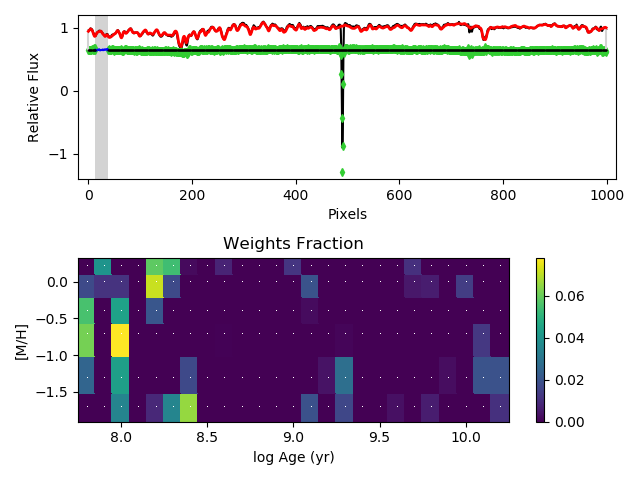 1
0
−1
Relative Flux
0 200 400 600 800 1000
Pixels
Weights Fraction
0.0
−0.5
−1.0
−1.5
[M/H]
8.0 8.5 9.0 9.5 10.0
log Age (yr)
0.06
0.04
0.02
0.00